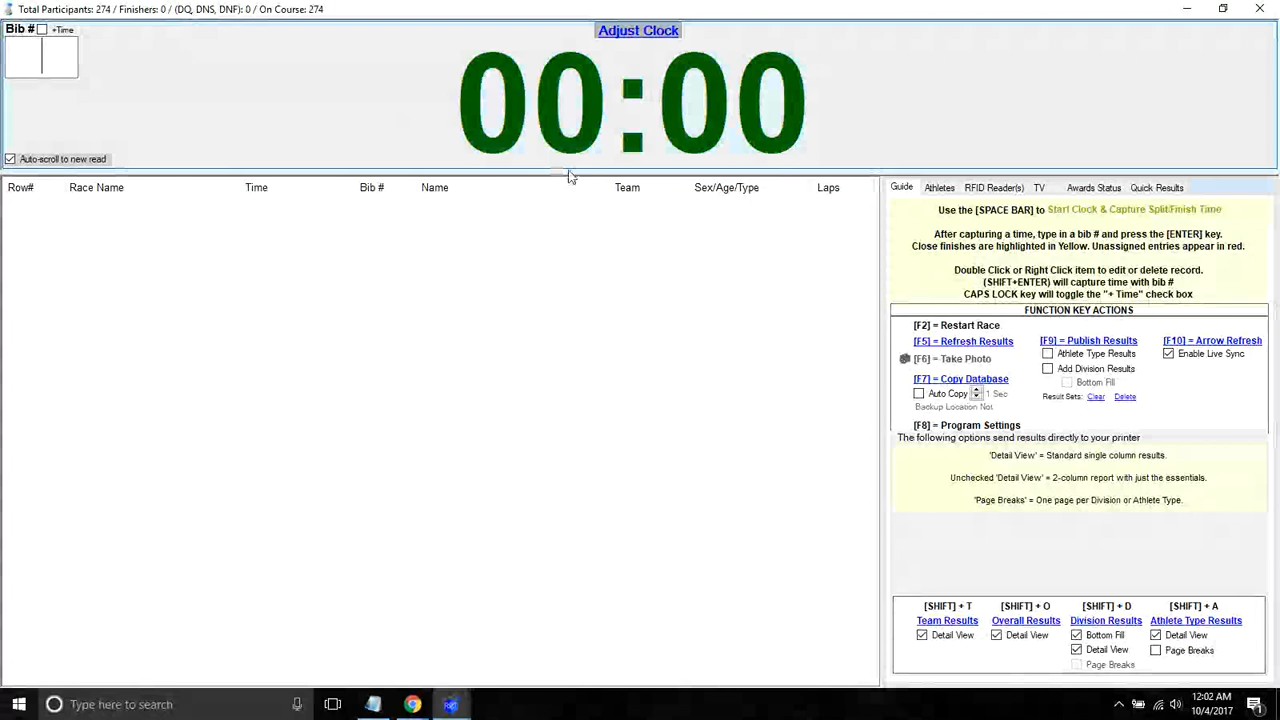 Total Participants: 274 / Finishers: 0 / (DQ, DNS, DNF): 0 / On Course: 274
Bib # +Time
Adjust Clock
00:00
Auto-scroll to new read
Row# Race Name Time Bib # Name Team Sex/Age/Type Laps
Guide Athletes RFID Reader(s) TV Awards Status Quick Results
Use the [SPACE BAR] to Start Clock & Capture Split/Finish Time
After capturing a time, type in a bib # and press the [ENTER] key.
Close finishes are highlighted in Yellow. Unassigned entries appear in red.
Double Click or Right Click item to edit or delete record.
(SHIFT+ENTER) will capture time with bib #
CAPS LOCK key will toggle the "+ Time" check box
FUNCTION KEY ACTIONS
[F2] = Restart Race
[F5] = Refresh Results [F9] = Publish Results [F10] = Arrow Refresh
[F6] = Take Photo Athlete Type Results Enable Live Sync
[F7] = Copy Database Add Division Results
Auto Copy 1 Sec Bottom Fill
Backup Location Not Result Sets: Clear Delete
[F8] = Program Settings
The following options send results directly to your printer
'Detail View' = Standard single column results.
Unchecked 'Detail View' = 2-column report with just the essentials.
'Page Breaks' = One page per Division or Athlete Type.
[SHIFT] + T [SHIFT] + O [SHIFT] + D [SHIFT] + A
Team Results Overall Results Division Results Athlete Type Results
Detail View Detail View Bottom Fill Detail View
Detail View Page Breaks
Page Breaks
Type here to search
12:02 AM
10/4/2017